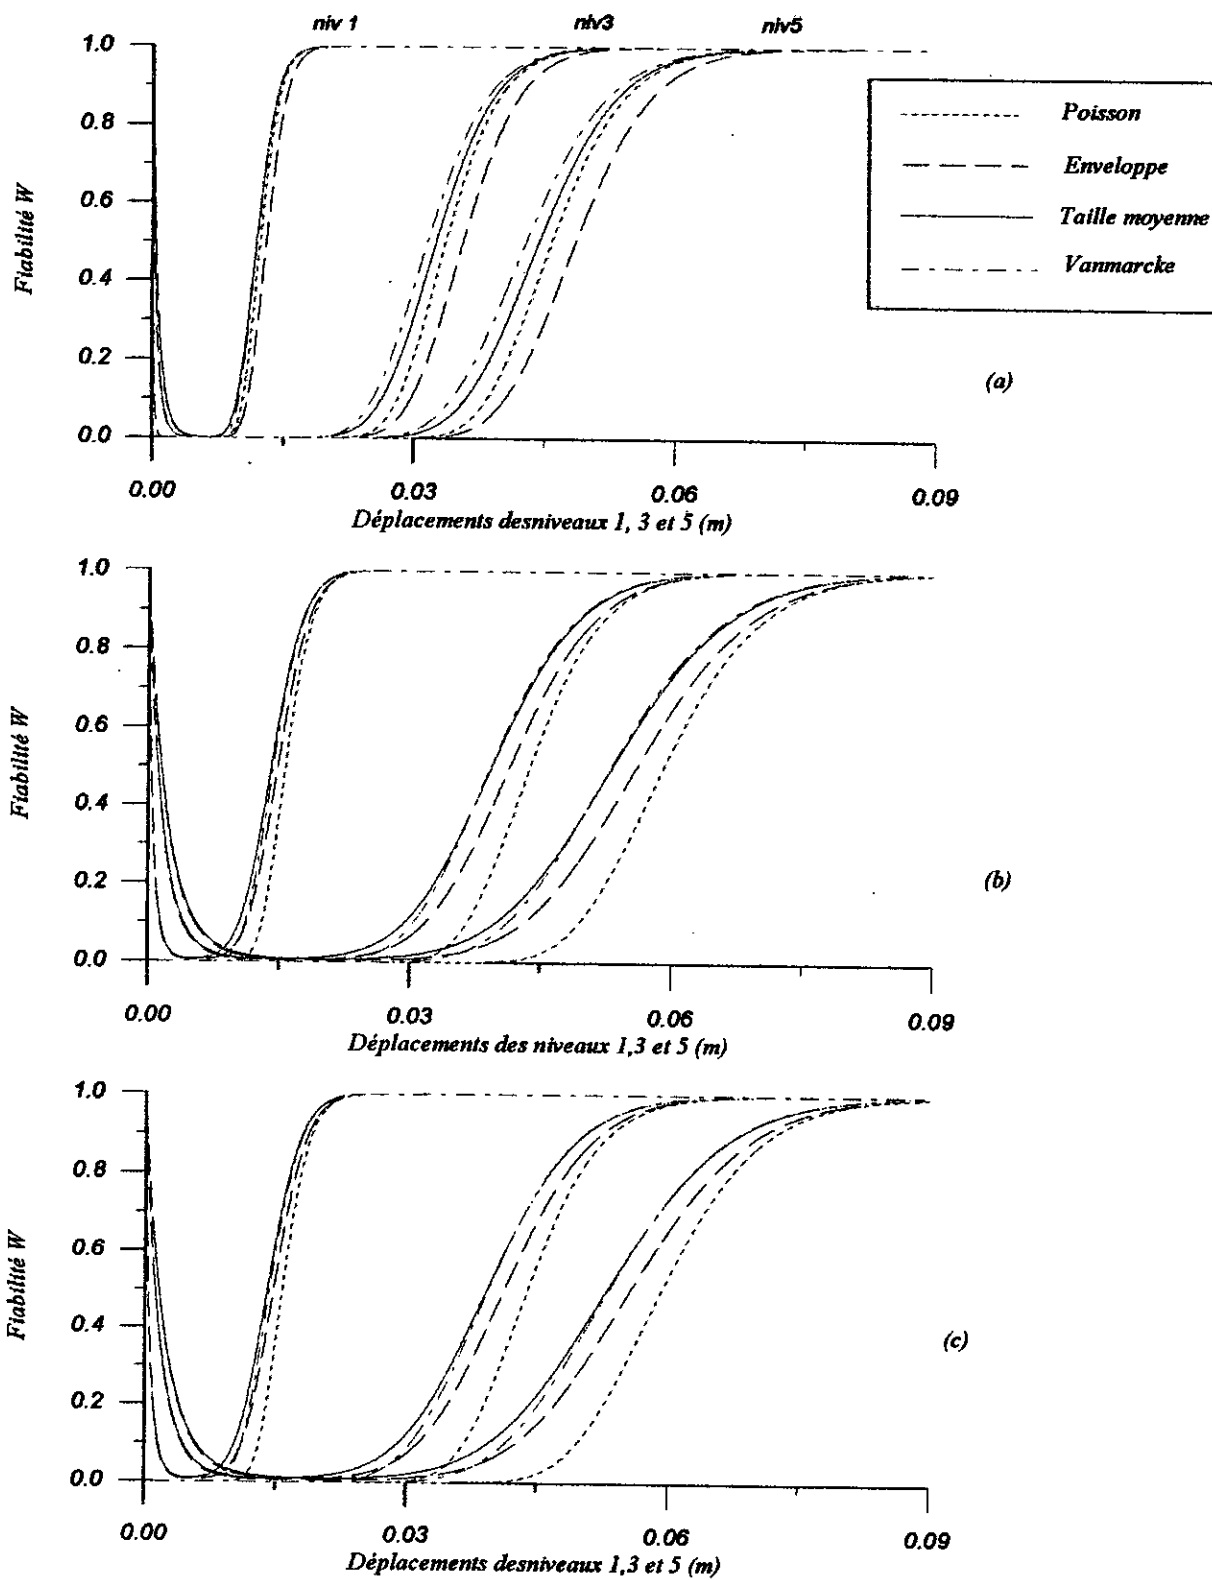 niv 1 niv3 niv5
1.0
0.8
0.6
0.4
0.2
0.0
Fiabilité W
Poisson
Enveloppe
Taille moyenne
Vanmarcke
(a)
0.00 0.03 0.06 0.09
Déplacements desniveaux 1, 3 et 5 (m)
1.0
0.8
0.6
0.4
0.2
0.0
Fiabilité W
(b)
0.00 0.03 0.06 0.09
Déplacements des niveaux 1,3 et 5 (m)
1.0
0.8
0.6
0.4
0.2
0.0
Fiabilité W
(c)
0.00 0.03 0.06 0.09
Déplacements desniveaux 1,3 et 5 (m)